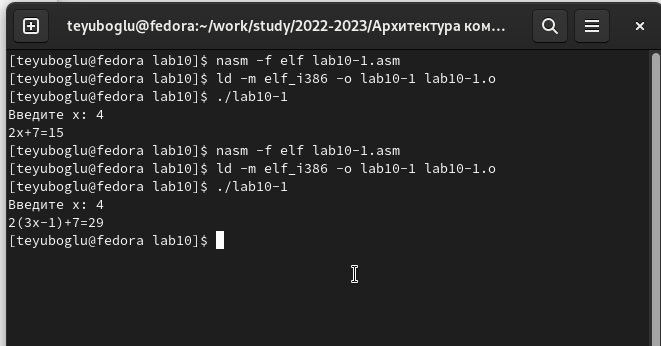 teyuboglu@fedora:~/work/study/2022-2023/Архитектура ком...
[teyuboglu@fedora lab10]$ nasm -f elf lab10-1.asm
[teyuboglu@fedora lab10]$ ld -m elf_i386 -o lab10-1 lab10-1.o
[teyuboglu@fedora lab10]$ ./lab10-1
Введите x: 4
2x+7=15
[teyuboglu@fedora lab10]$ nasm -f elf lab10-1.asm
[teyuboglu@fedora lab10]$ ld -m elf_i386 -o lab10-1 lab10-1.o
[teyuboglu@fedora lab10]$ ./lab10-1
Введите x: 4
2(3x-1)+7=29
[teyuboglu@fedora lab10]$